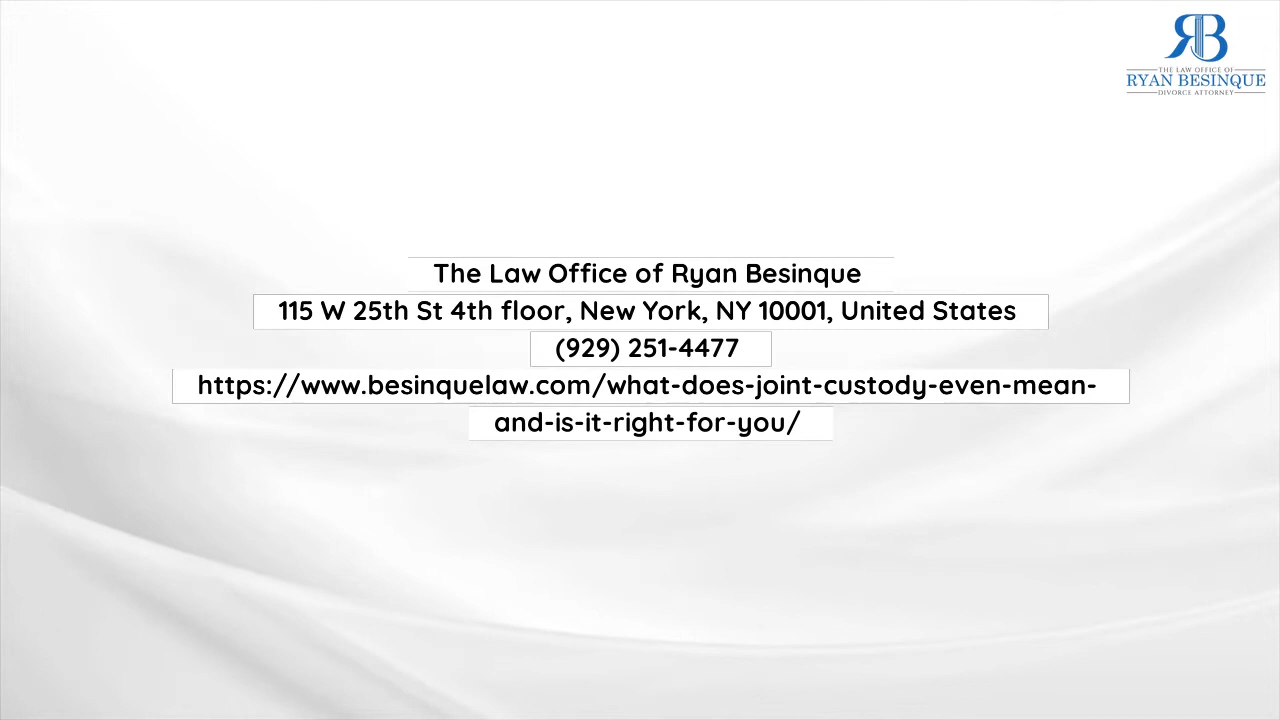 RB
THE LAW OFFICE OF
RYAN BESINQUE
DIVORCE ATTORNEY
The Law Office of Ryan Besinque
115 W 25th St 4th floor, New York, NY 10001, United States
(929) 251-4477
https://www.besinquelaw.com/what-does-joint-custody-even-mean-
and-is-it-right-for-you/